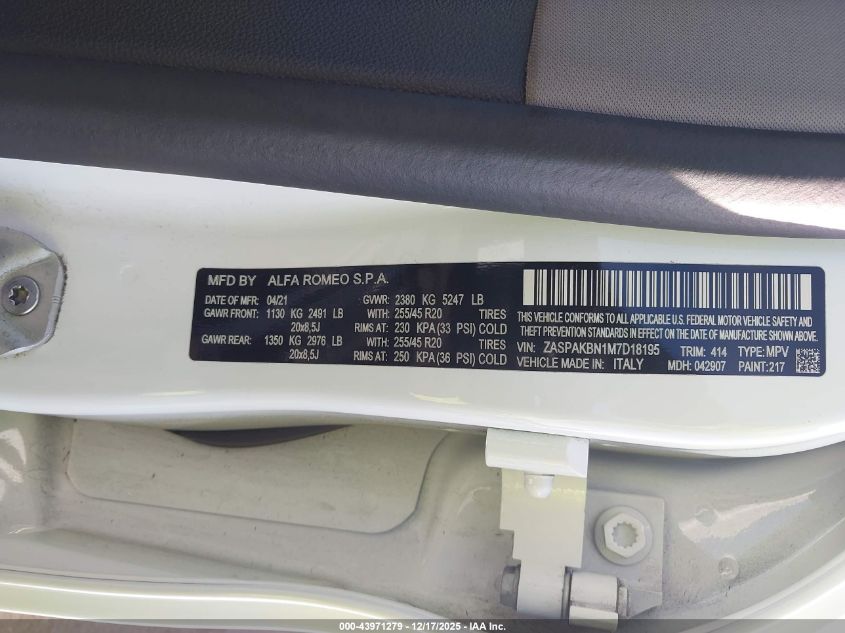 MFD BY ALFA ROMEO S.P.A.
DATE OF MFR 04/21 GVWR: 2380 KG 5247 LB
GAWR FRONT: 1130 KG 2491 LB WITH: 255/45 R20 TIRES
20x8,5J RIMS AT: 230 KPA (33 PSI) COLD
GAWR REAR: 1350 KG 2976 LB WITH: 255/45 R20 TIRES
20x8,5J RIMS AT: 250 KPA (36 PSI) COLD
THIS VEHICLE CONFORMS TO ALL APPLICABLE U.S. FEDERAL MOTOR VEHICLE SAFETY, BUMPER, AND
THEFT PREVENTION STANDARDS IN EFFECT ON THE DATE OF MANUFACTURE SHOWN ABOVE.
VIN: ZASPAKBN1M7D18195 TRIM: 414 TYPE: MPV
VEHICLE MADE IN: ITALY MDH: 042907 PAINT: 217
000-43971279 - 12/17/2025 - IAA Inc.